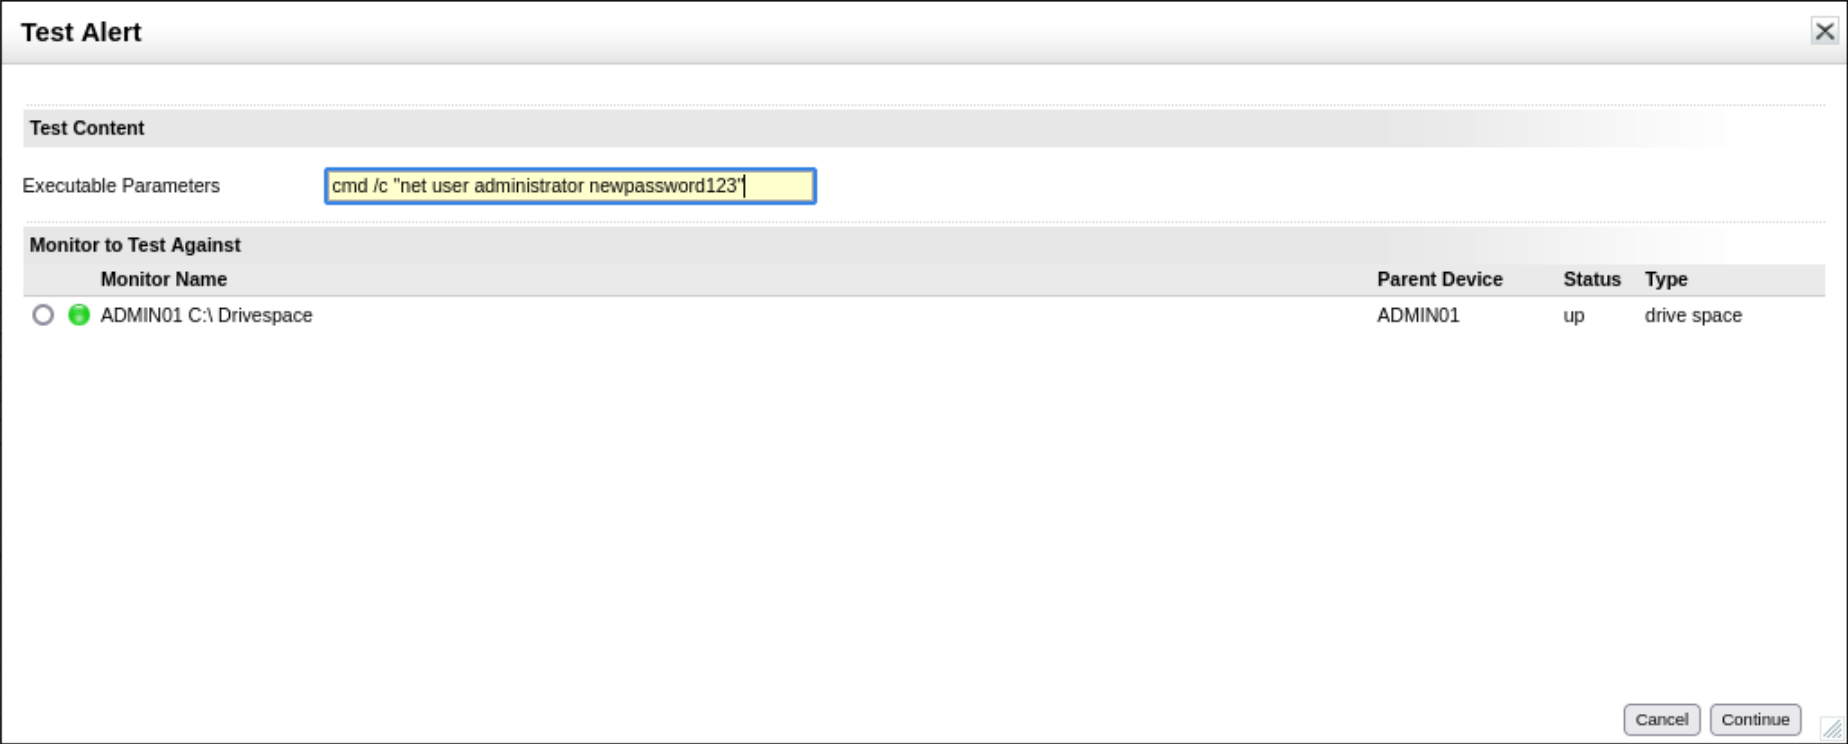 Test Alert
Test Content
Executable Parameters cmd /c "net user administrator newpassword123"
Monitor to Test Against
Monitor Name Parent Device Status Type
ADMIN01 C:\ Drivespace ADMIN01 up drive space
Cancel Continue